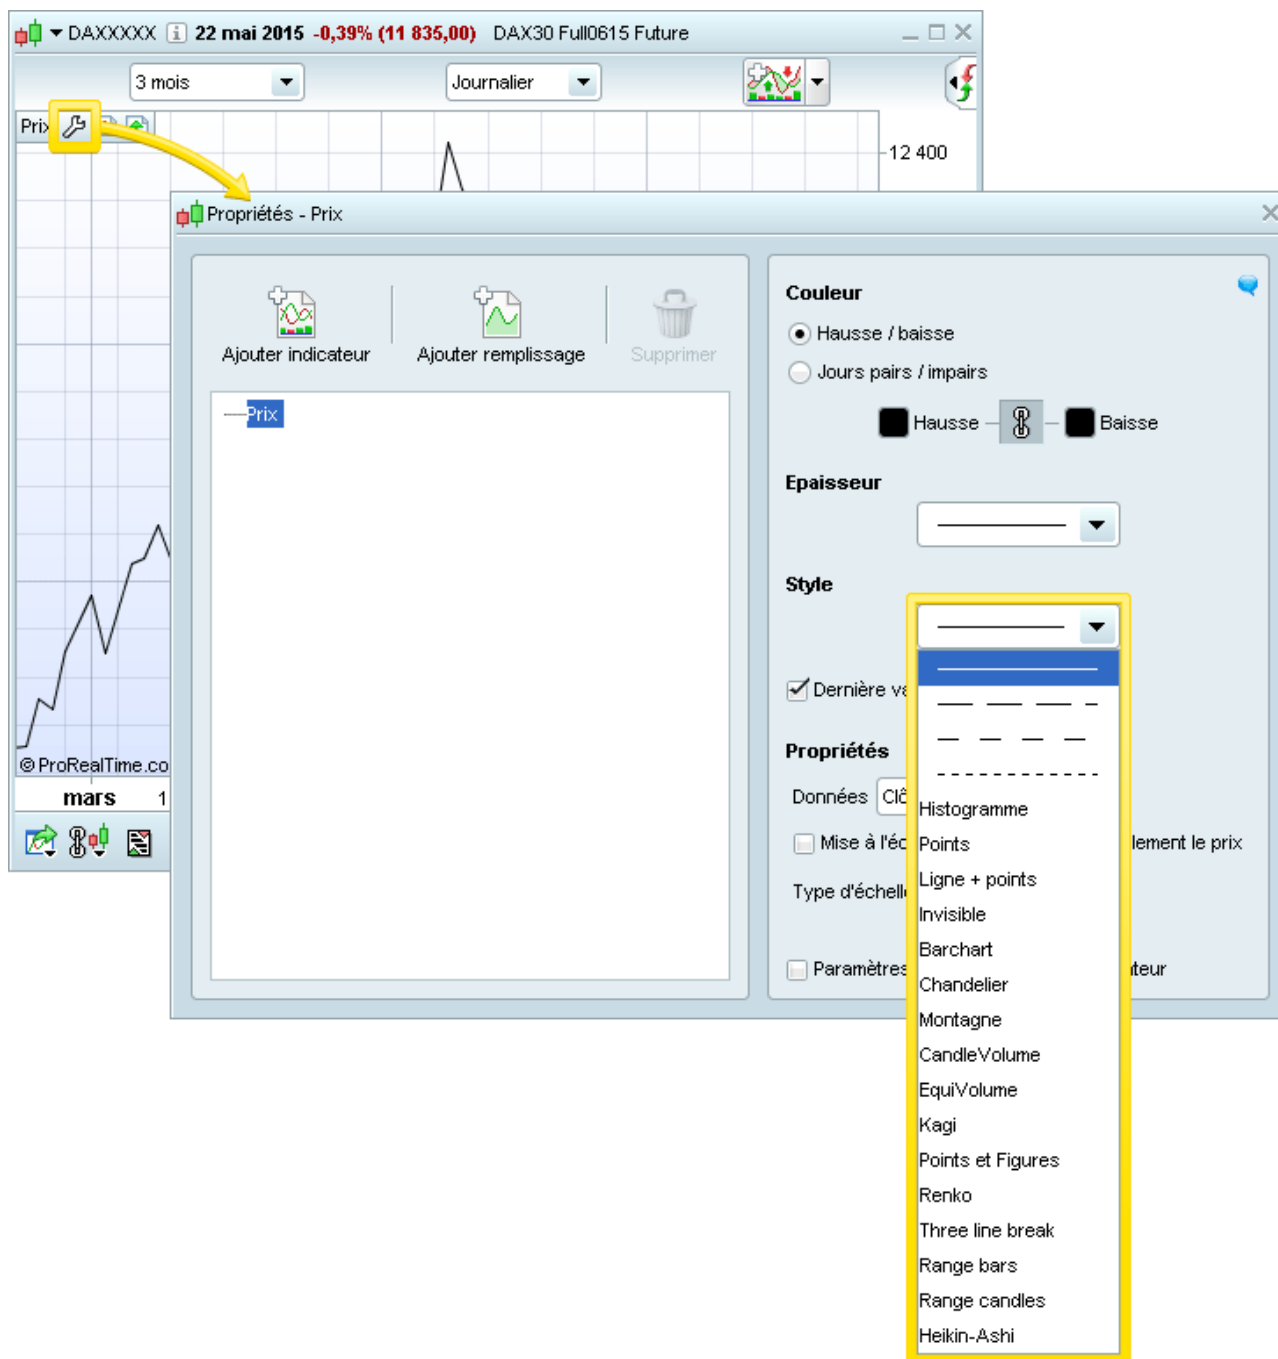 DAXXXXX 22 mai 2015 -0,39% (11 835,00) DAX30 Full0615 Future
3 mois Journalier
Prix
12 400
Propriétés - Prix
Ajouter indicateur Ajouter remplissage Supprimer
Prix
Couleur
Hausse / baisse
Jours pairs / impairs
Hausse Baisse
Epaisseur
Style
Dernière
Propriétés
Données
Mise à lement le prix
Type
Paramètres teur
Histogramme
Points
Ligne + points
Invisible
Barchart
Chandelier
Montagne
CandleVolume
EquiVolume
Kagi
Points et Figures
Renko
Three line break
Range bars
Range candles
Heikin-Ashi
© ProRealTime.co
mars 1